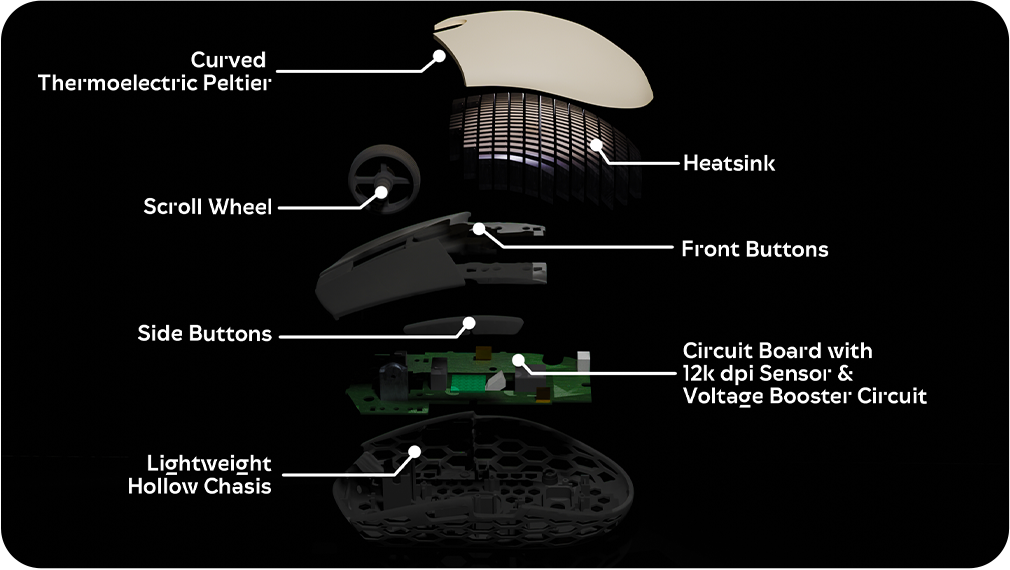 Curved
Thermoelectric Peltier
Heatsink
Scroll Wheel
Front Buttons
Side Buttons
Circuit Board with
12k dpi Sensor &
Voltage Booster Circuit
Lightweight
Hollow Chasis